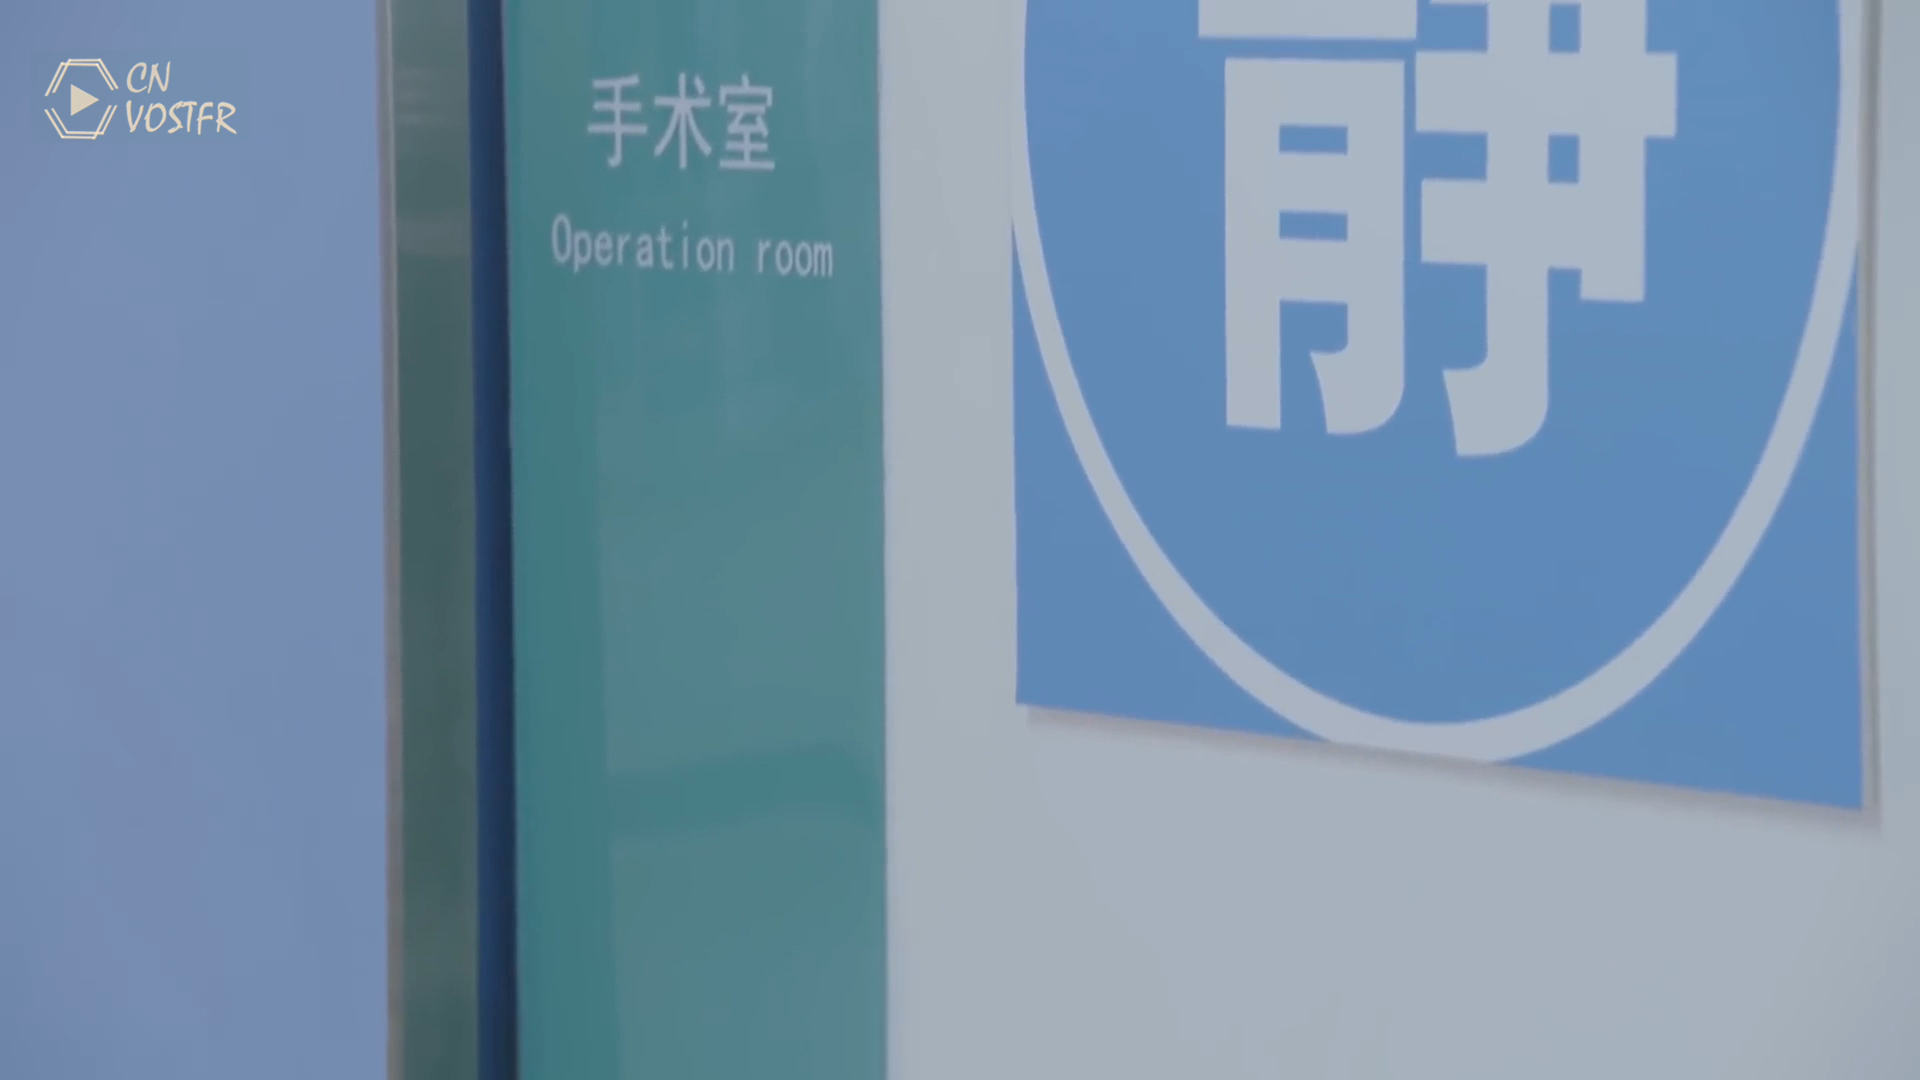 CN
VOSTFR
手术室
Operation room
静